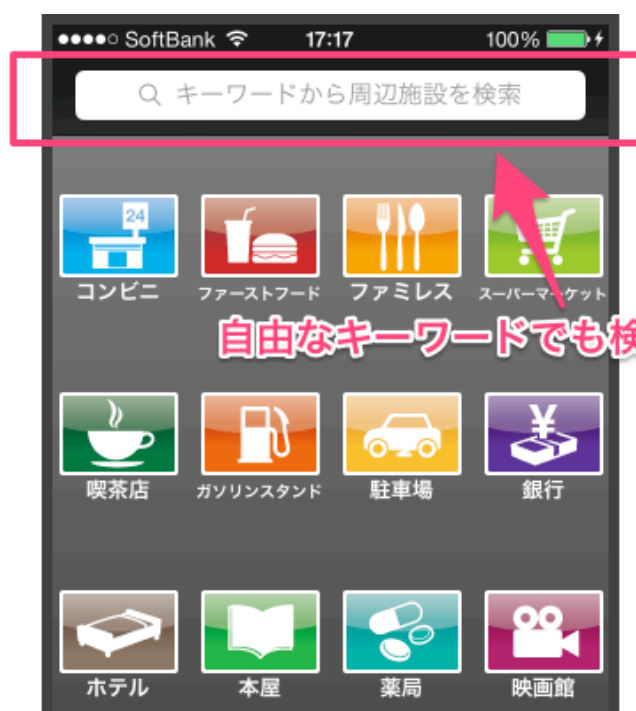 SoftBank 17:17 100%
キーワードから周辺施設を検索
24
コンビニ ファーストフード ファミレス スーパーマーケット
自由なキーワードでも検
¥
喫茶店 ガソリンスタンド 駐車場 銀行
ホテル 本屋 薬局 映画館